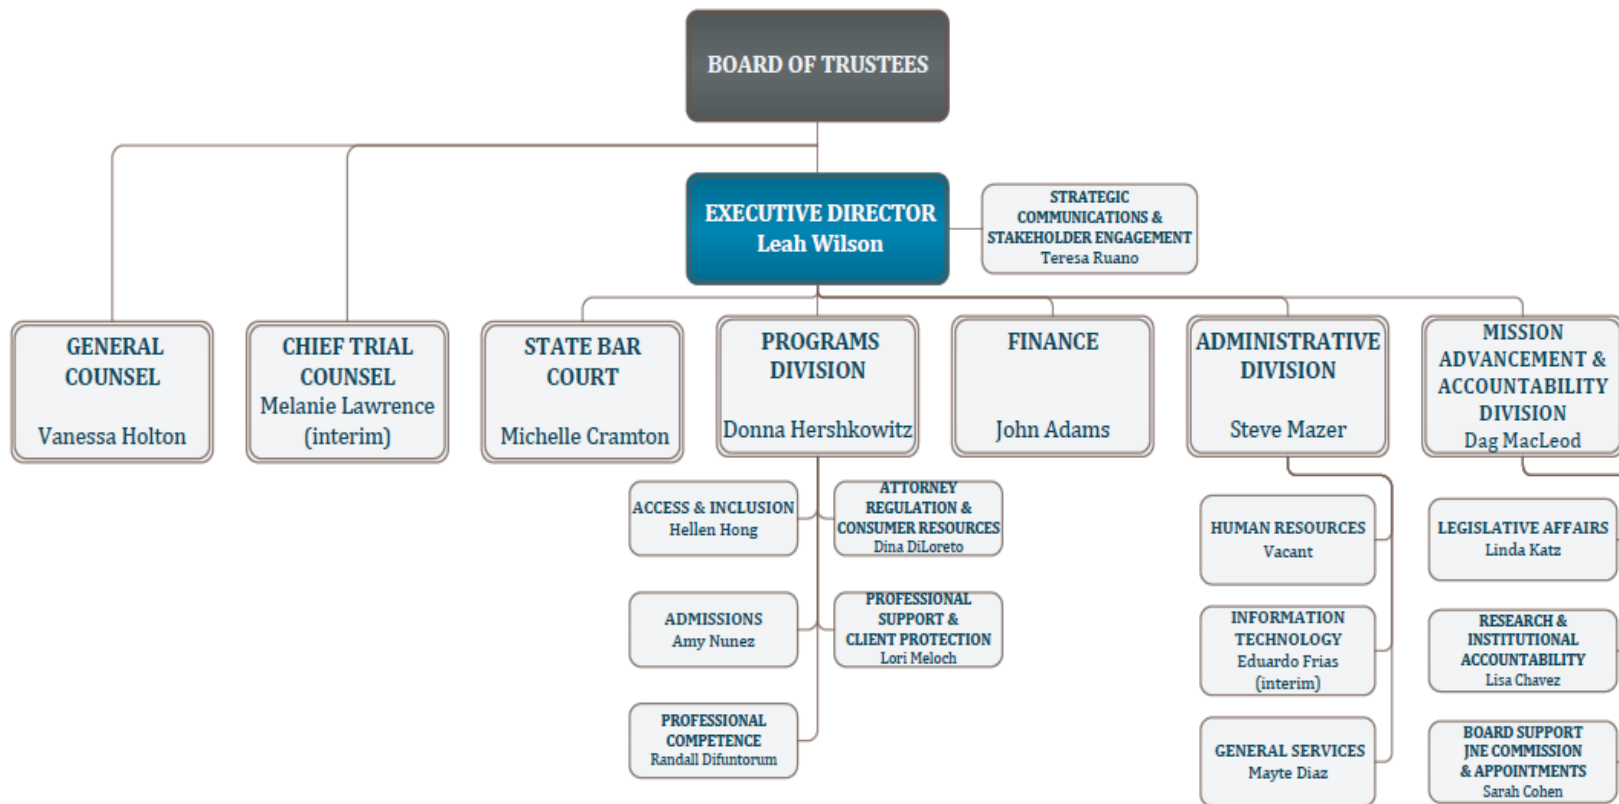 BOARD OF TRUSTEES
EXECUTIVE DIRECTOR
Leah Wilson
STRATEGIC
COMMUNICATIONS &
STAKEHOLDER ENGAGEMENT
Teresa Ruano
GENERAL
COUNSEL
Vanessa Holton
CHIEF TRIAL
COUNSEL
Melanie Lawrence
(interim)
STATE BAR
COURT
Michelle Cramton
PROGRAMS
DIVISION
Donna Hershkowitz
FINANCE
John Adams
ADMINISTRATIVE
DIVISION
Steve Mazer
MISSION
ADVANCEMENT &
ACCOUNTABILITY
DIVISION
Dag MacLeod
ACCESS & INCLUSION
Hellen Hong
ATTORNEY
REGULATION &
CONSUMER RESOURCES
Dina DiLoreto
ADMISSIONS
Amy Nunez
PROFESSIONAL
SUPPORT &
CLIENT PROTECTION
Lori Meloch
PROFESSIONAL
COMPETENCE
Randall Difuntorum
HUMAN RESOURCES
Vacant
INFORMATION
TECHNOLOGY
Eduardo Frias
(interim)
GENERAL SERVICES
Mayte Diaz
LEGISLATIVE AFFAIRS
Linda Katz
RESEARCH &
INSTITUTIONAL
ACCOUNTABILITY
Lisa Chavez
BOARD SUPPORT
JNE COMMISSION
& APPOINTMENTS
Sarah Cohen